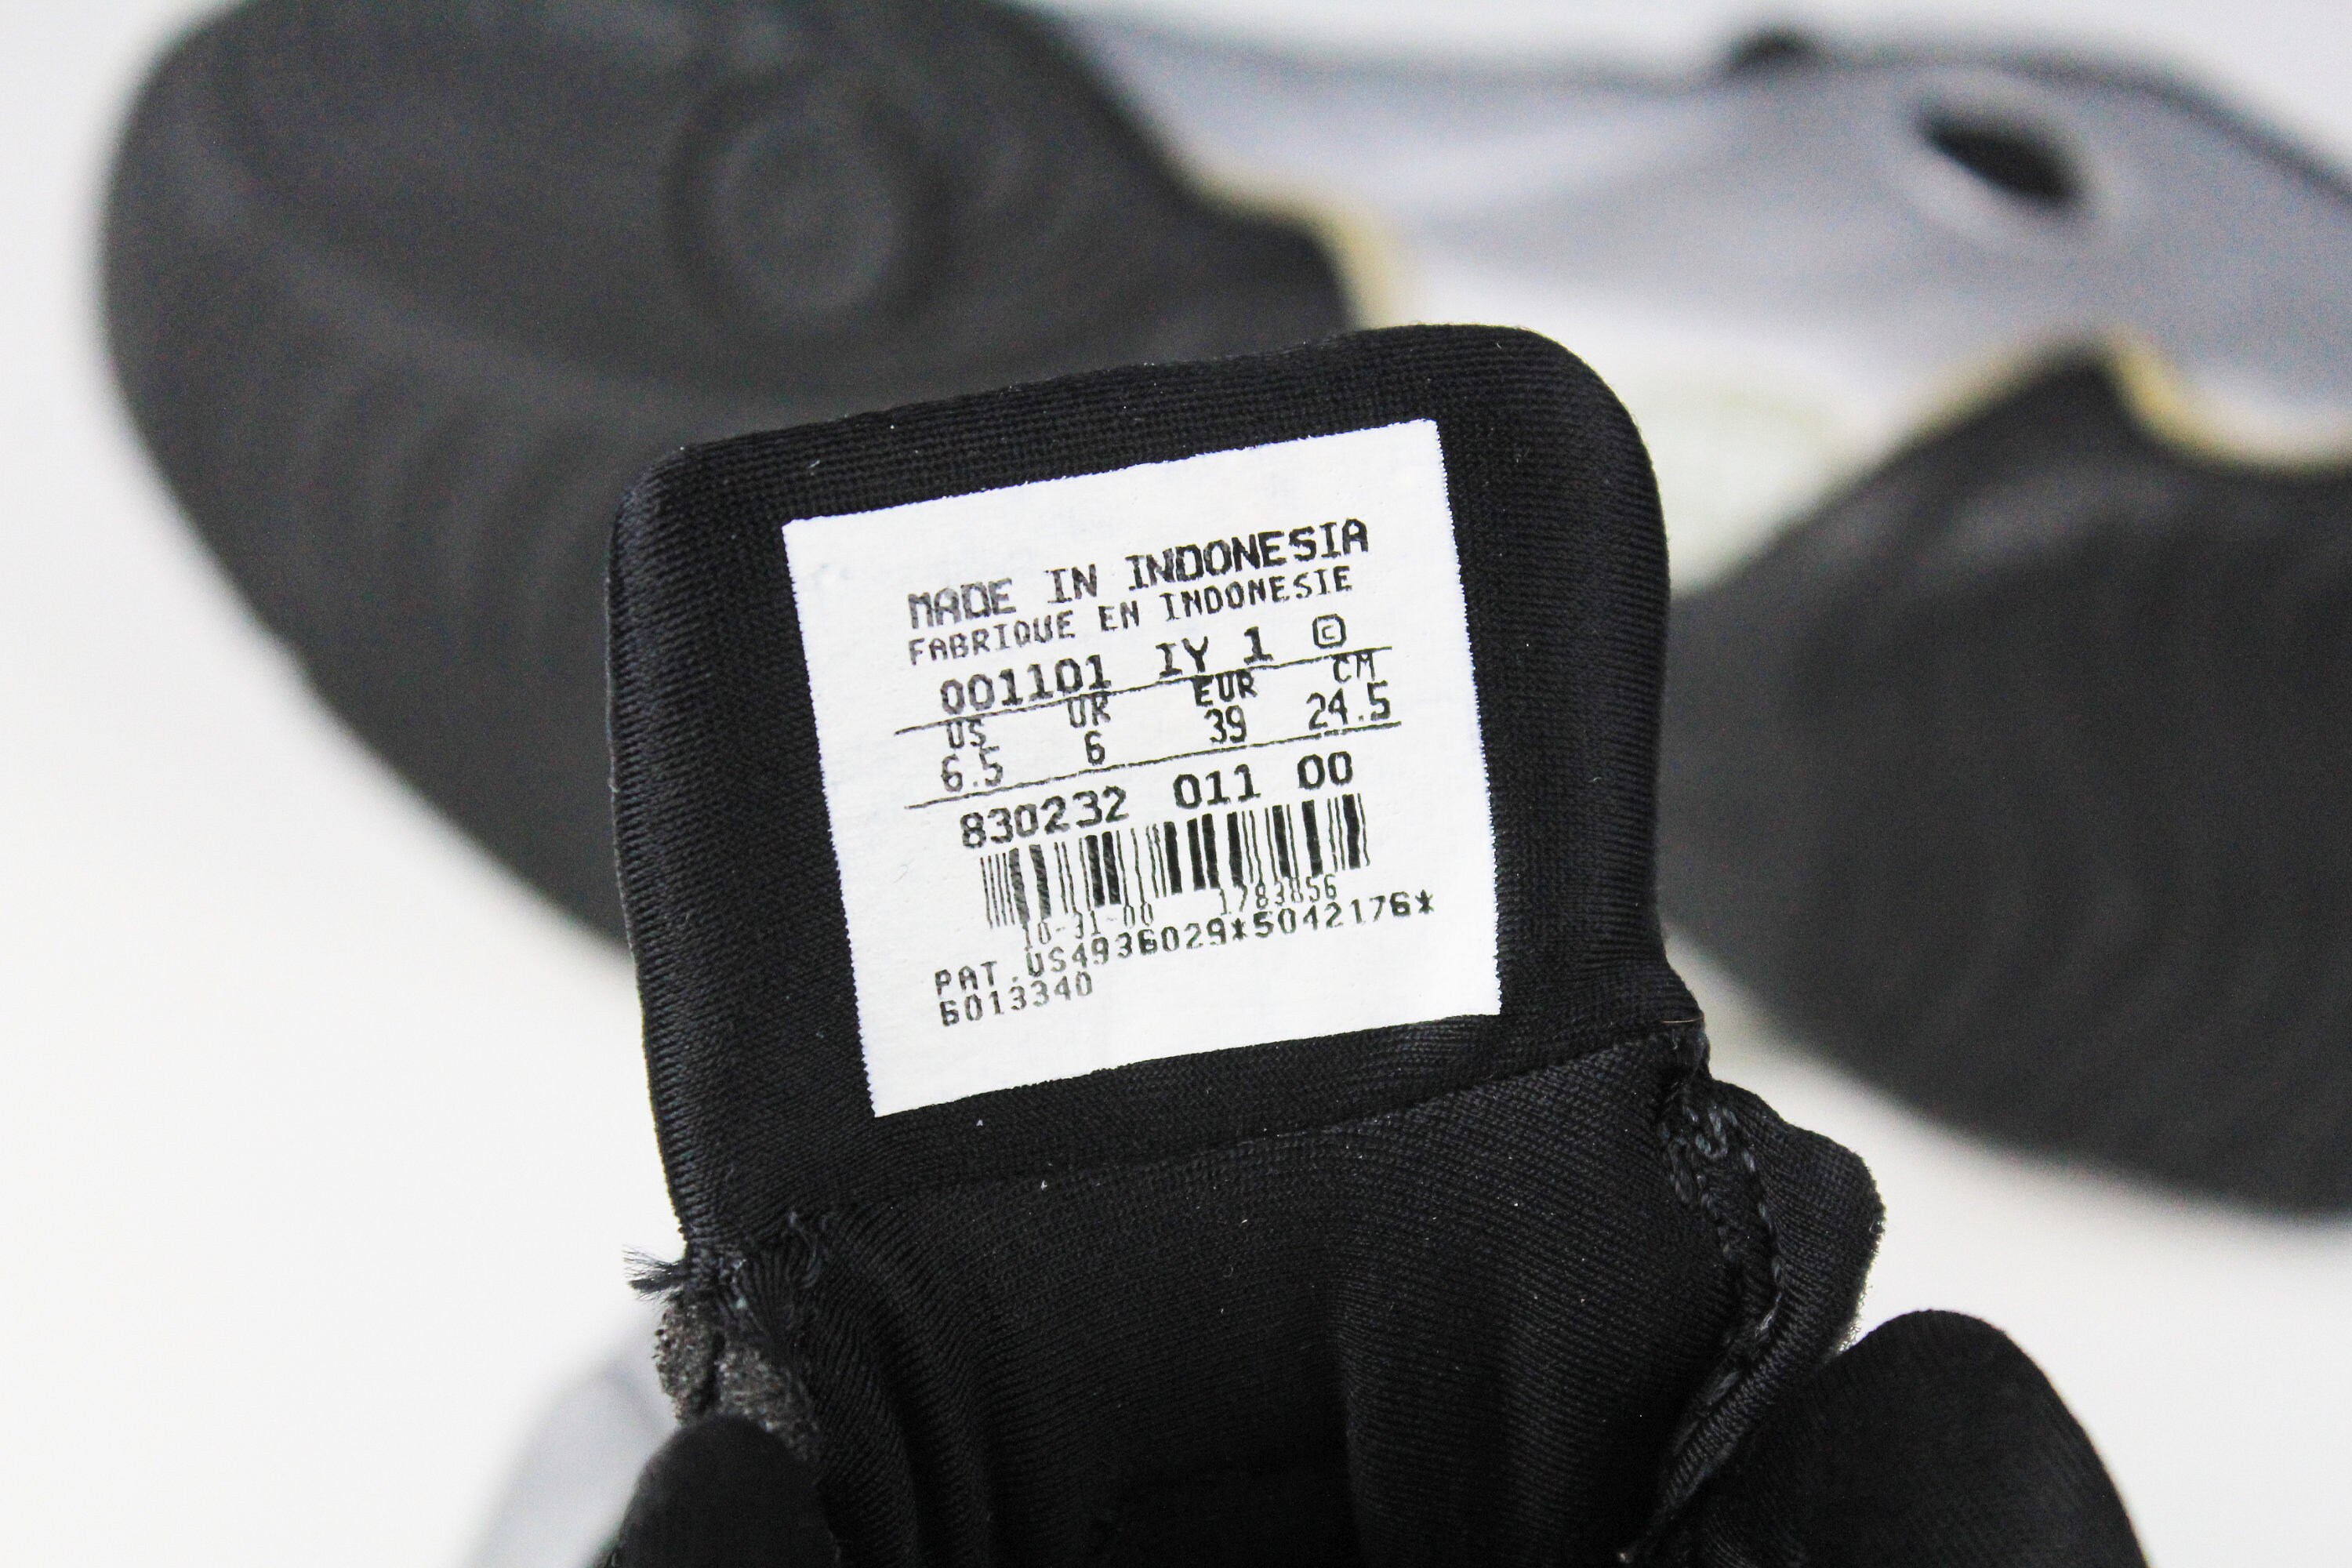 MADE IN INDONESIA
FABRIQUE EN INDONESIE
001101 IY 1 ©
US UK EUR CM
6.5 6 39 24.5
830232 011 00
10-31-00 1783856
PAT.US4936029*5042176*
6013340